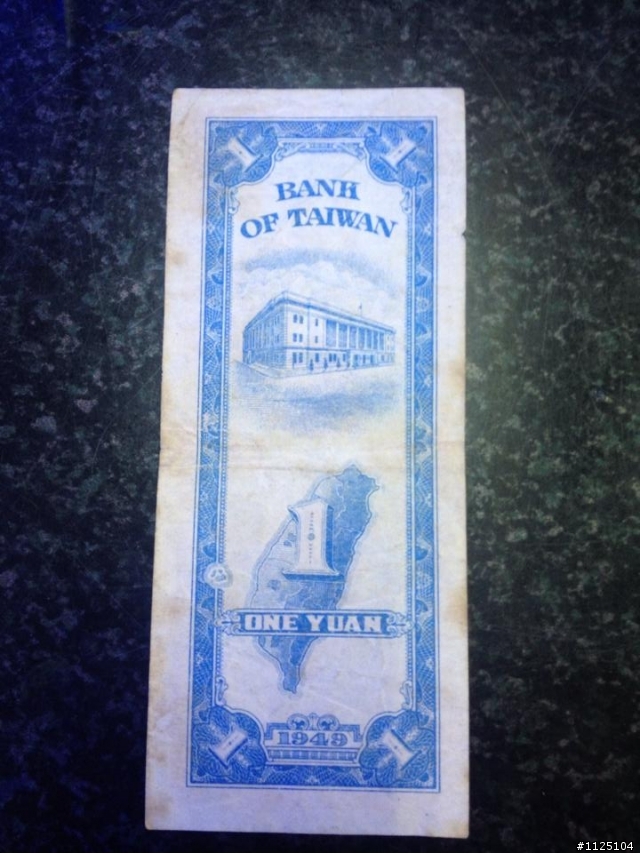 1 1
BANK
OF TAIWAN
1
ONE YUAN
1 1949 1
#1125104